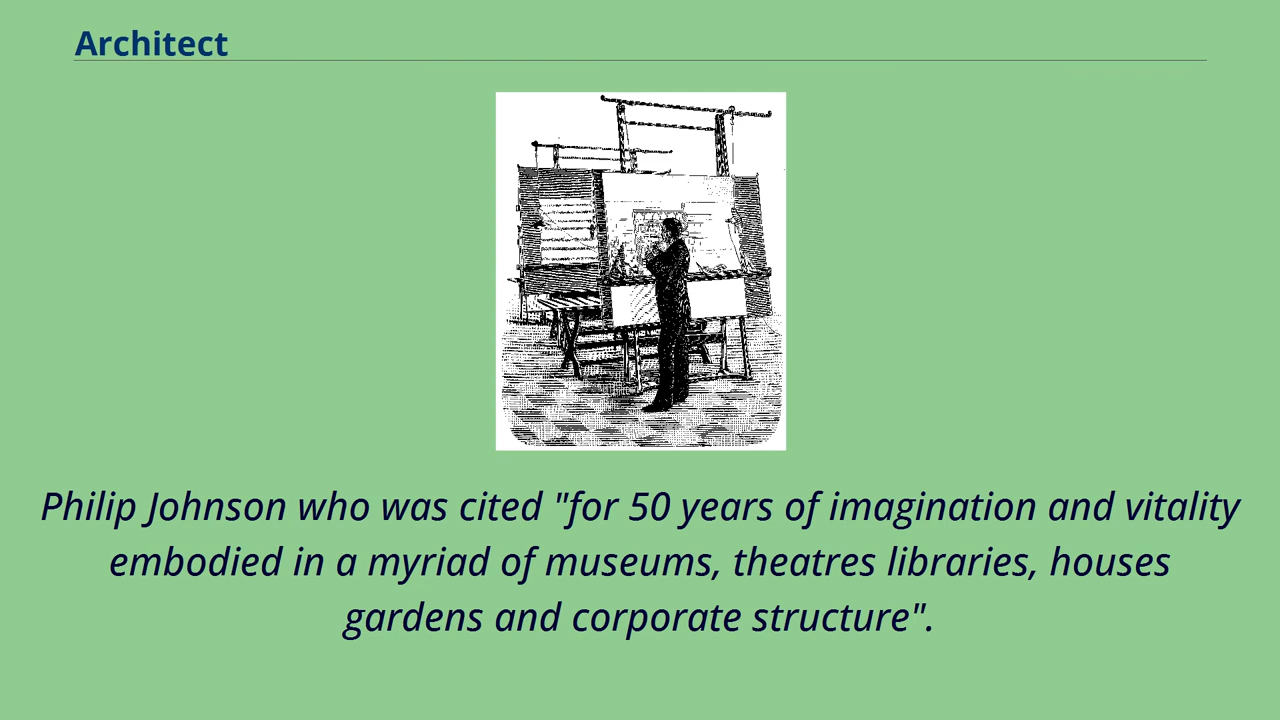 Architect
Philip Johnson who was cited "for 50 years of imagination and vitality
embodied in a myriad of museums, theatres libraries, houses
gardens and corporate structure".